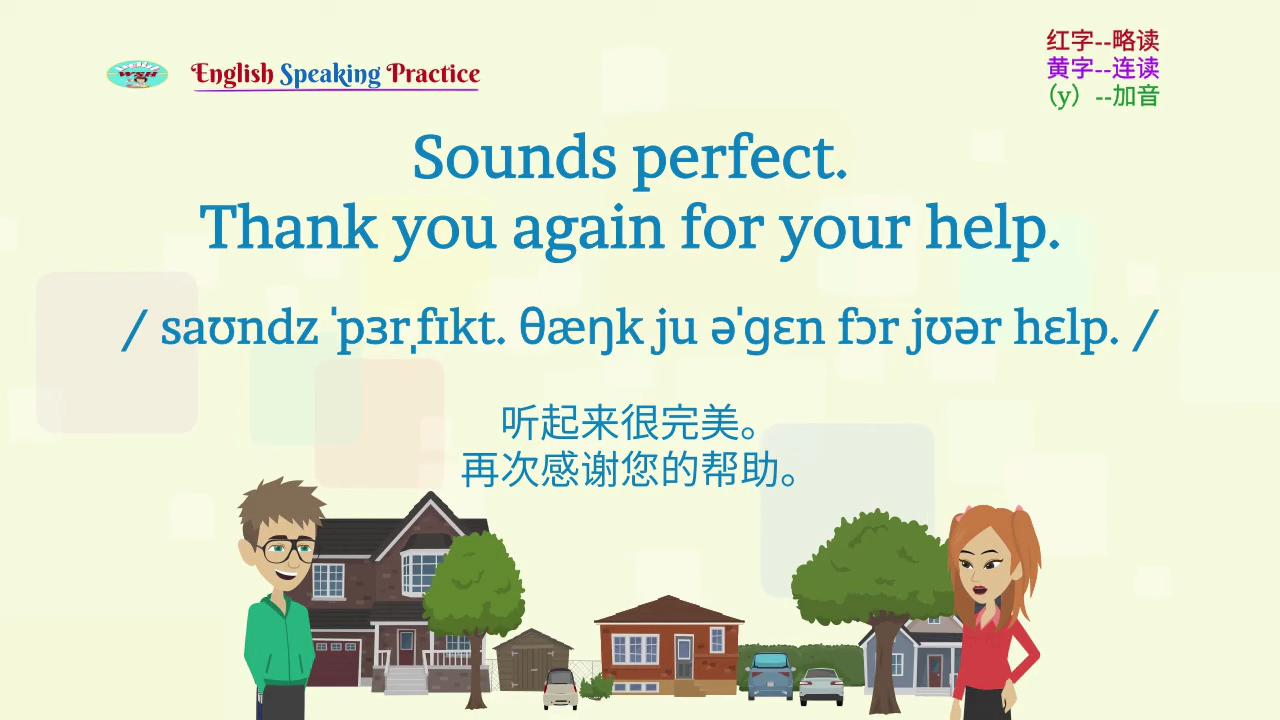 English Speaking Practice
红字--略读
黄字--连读
（y）--加音
Sounds perfect.
Thank you again for your help.
/ saʊndz ˈpɜrˌfɪkt. θæŋk ju əˈɡɛn fɔr jʊər hɛlp. /
听起来很完美。
再次感谢您的帮助。